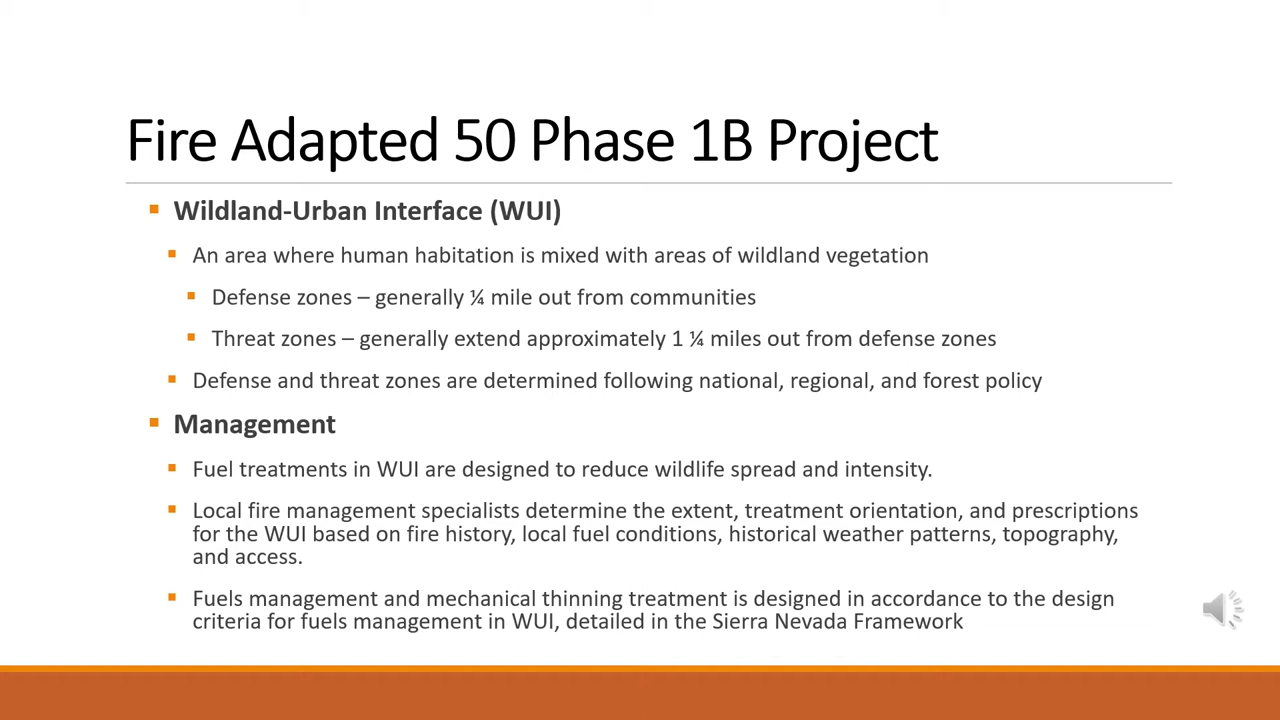 Fire Adapted 50 Phase 1B Project
Wildland-Urban Interface (WUI)
An area where human habitation is mixed with areas of wildland vegetation
Defense zones – generally ¼ mile out from communities
Threat zones – generally extend approximately 1 ¼ miles out from defense zones
Defense and threat zones are determined following national, regional, and forest policy
Management
Fuel treatments in WUI are designed to reduce wildlife spread and intensity.
Local fire management specialists determine the extent, treatment orientation, and prescriptions
for the WUI based on fire history, local fuel conditions, historical weather patterns, topography,
and access.
Fuels management and mechanical thinning treatment is designed in accordance to the design
criteria for fuels management in WUI, detailed in the Sierra Nevada Framework